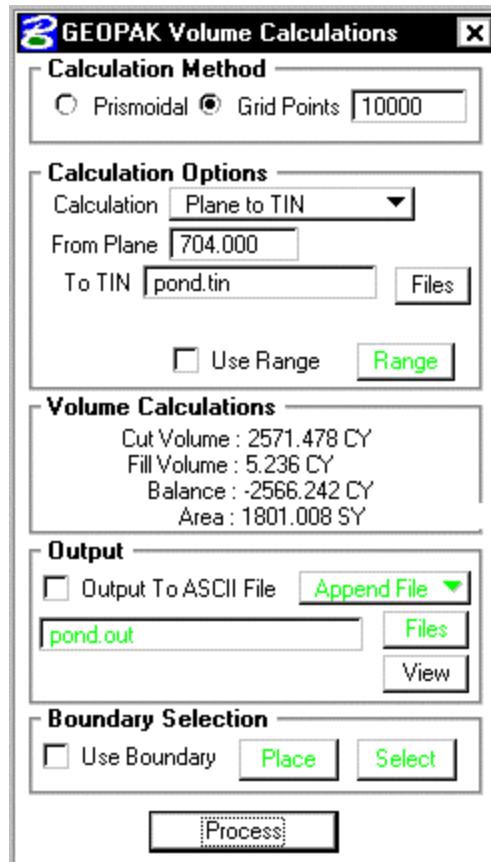 GEOPAK Volume Calculations
Calculation Method
Prismoidal Grid Points 10000
Calculation Options
Calculation Plane to TIN
From Plane 704.000
To TIN pond.tin Files
Use Range Range
Volume Calculations
Cut Volume : 2571.478 CY
Fill Volume : 5.236 CY
Balance : -2566.242 CY
Area : 1801.008 SY
Output
Output To ASCII File Append File
pond.out Files
View
Boundary Selection
Use Boundary Place Select
Process